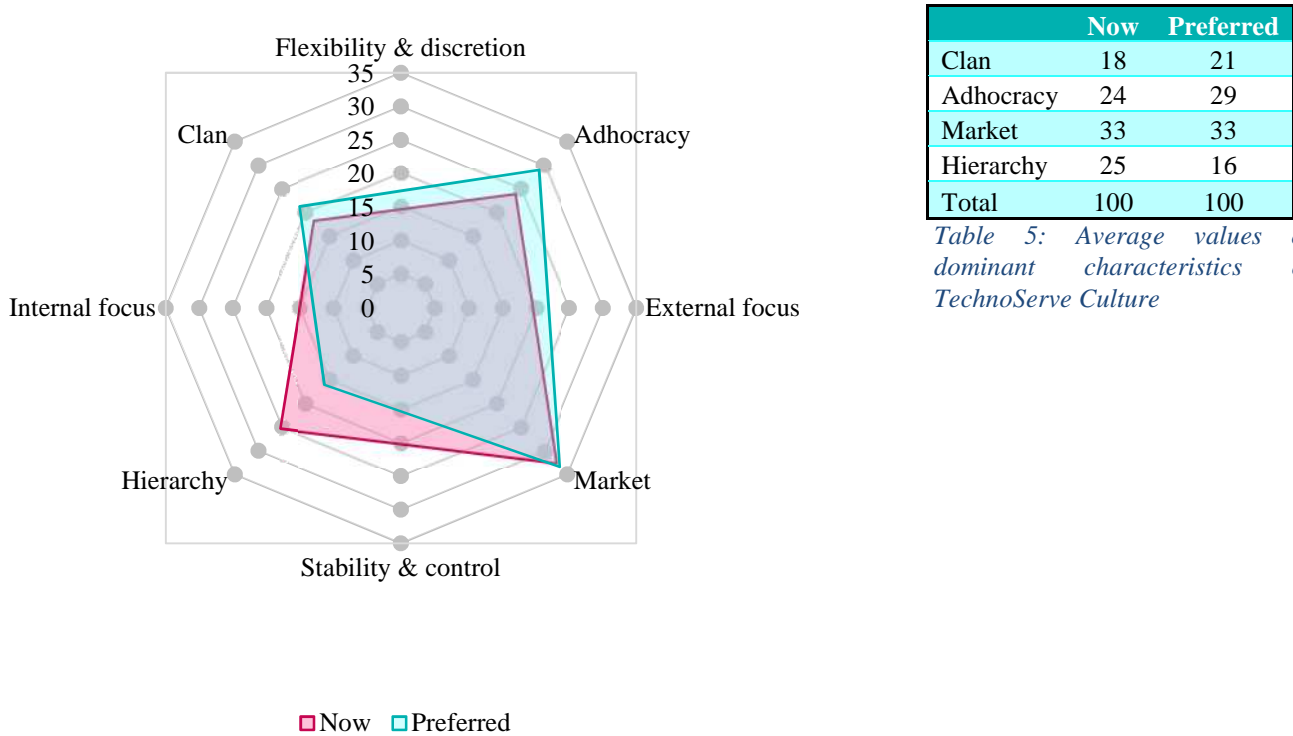 Flexibility & discretion
35
30
25
20
15
10
5
0
Clan
Adhocracy
Internal focus
External focus
Hierarchy
Market
Stability & control
Now Preferred
Now Preferred
Clan 18 21
Adhocracy 24 29
Market 33 33
Hierarchy 25 16
Total 100 100
Table 5: Average values
dominant characteristics
TechnoServe Culture